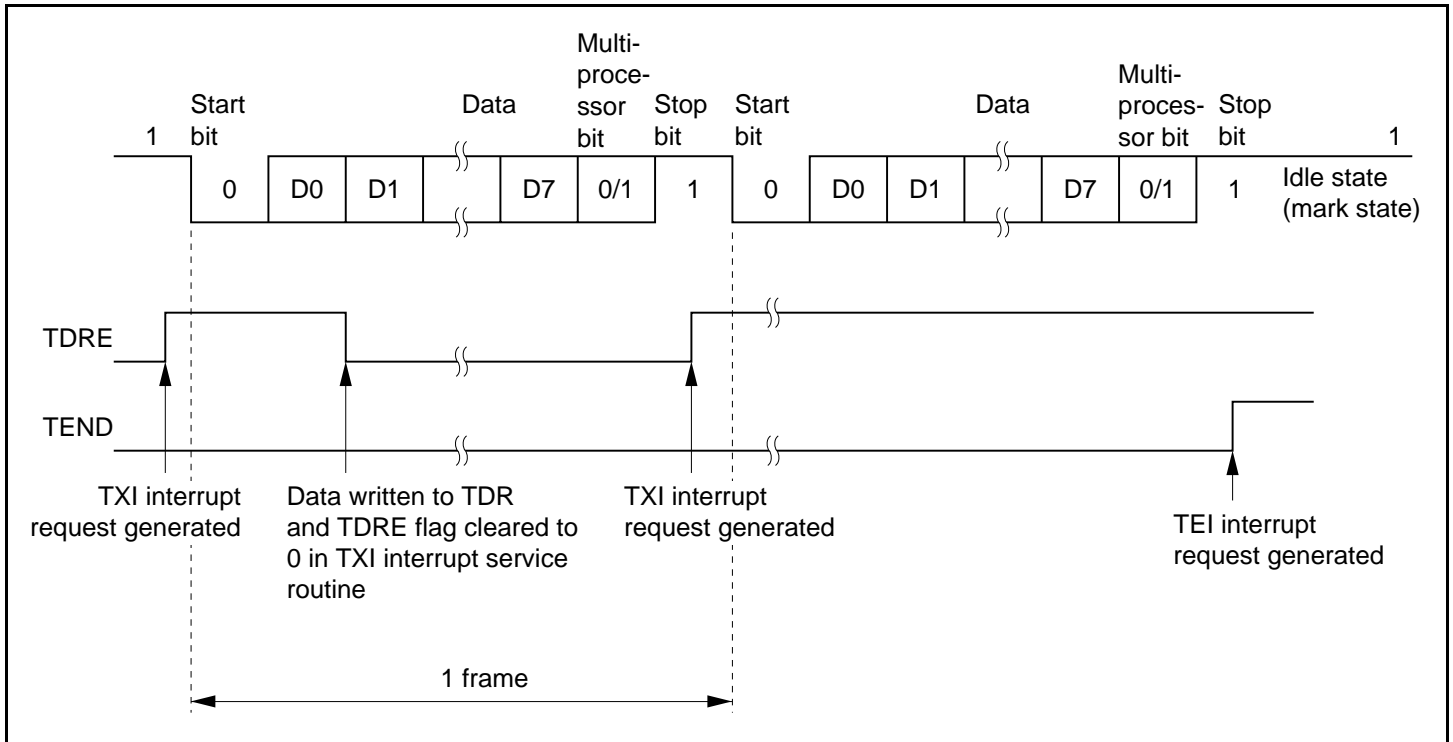 Multi-
proce-
ssor
bit
Start
bit
Data
Stop
bit
Start
bit
Data
Multi-
proces-
sor bit
Stop
bit
1
1
0 D0 D1 D7 0/1 1 0 D0 D1 D7 0/1 1
Idle state
(mark state)
TDRE
TEND
TXI interrupt
request generated
Data written to TDR
and TDRE flag cleared to
0 in TXI interrupt service
routine
TXI interrupt
request generated
TEI interrupt
request generated
1 frame